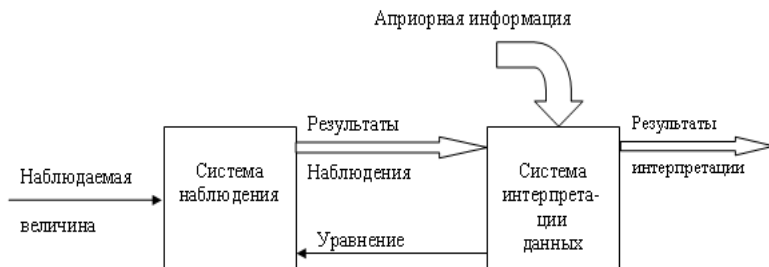 Априорная информация
Результаты
Наблюдения
Результаты
интерпретации
Наблюдаемая
величина
Система
наблюдения
Система
интерпрета-
ции
данных
Уравнение